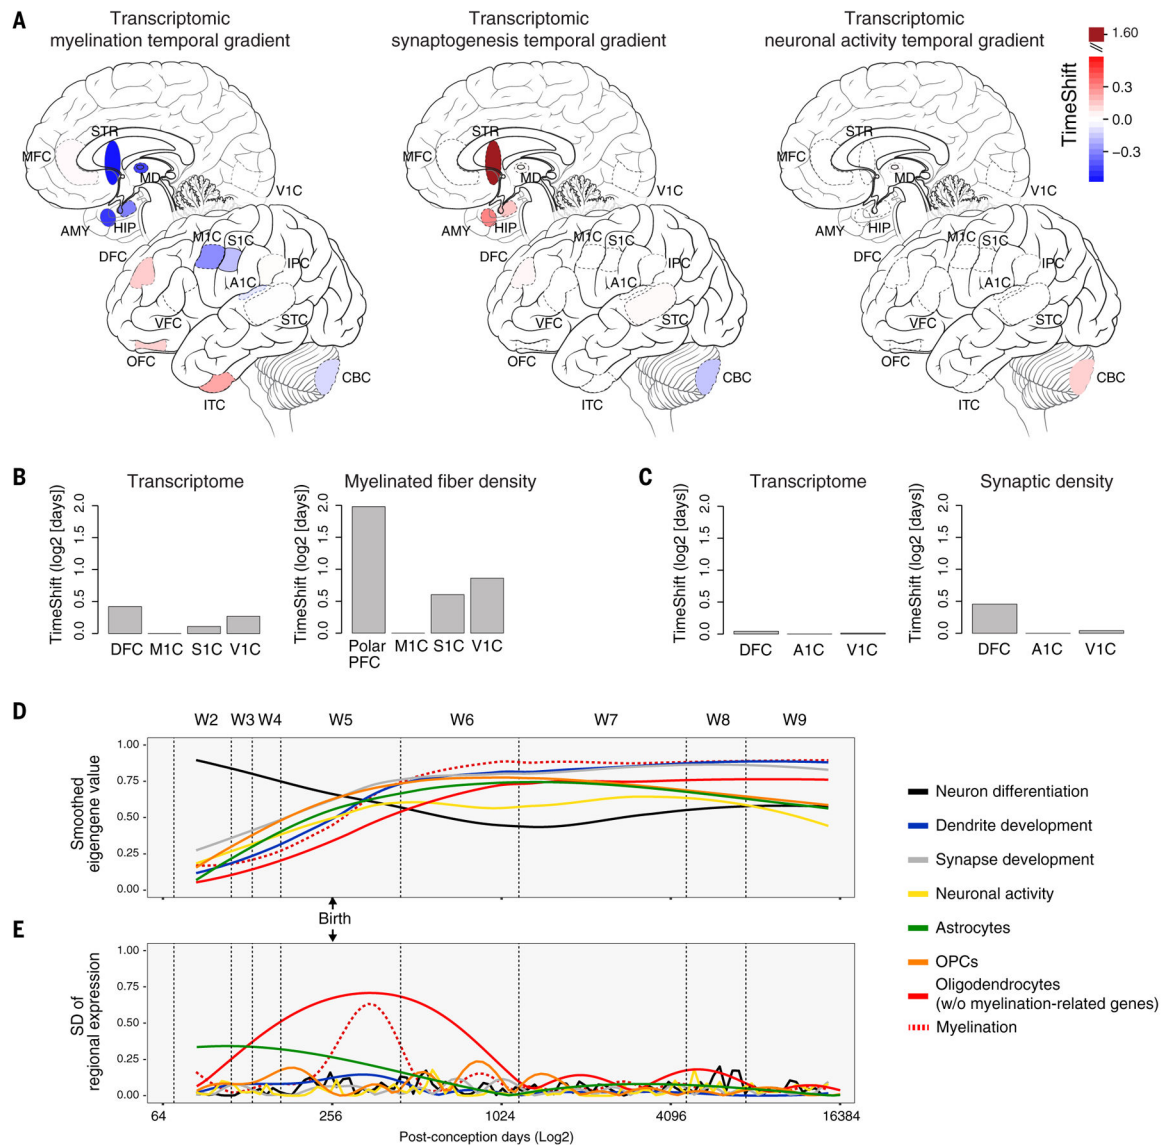 A
Transcriptomic
myelination temporal gradient
Transcriptomic
synaptogenesis temporal gradient
Transcriptomic
neuronal activity temporal gradient
TimeShift
1.60
0.3
0.0
−0.3
STR
MFC
MD
V1C
AMY
HIP
DFC
M1C
S1C
IPC
A1C
VFC
STC
OFC
CBC
ITC
STR
MFC
MD
V1C
AMY
HIP
DFC
M1C
S1C
IPC
A1C
VFC
STC
OFC
CBC
ITC
STR
MFC
MD
V1C
AMY
HIP
DFC
M1C
S1C
IPC
A1C
VFC
STC
OFC
CBC
ITC
B
Transcriptome
TimeShift (log2 [days])
0.0 0.5 1.0 1.5 2.0
DFC M1C S1C V1C
Myelinated fiber density
TimeShift (log2 [days])
0.0 0.5 1.0 1.5 2.0
Polar
PFC
M1C S1C V1C
C
Transcriptome
TimeShift (log2 [days])
0.0 0.5 1.0 1.5 2.0
DFC A1C V1C
Synaptic density
TimeShift (log2 [days])
0.0 0.5 1.0 1.5 2.0
DFC A1C V1C
D
W2 W3 W4 W5 W6 W7 W8 W9
Smoothed
eigengene value
1.00
0.75
0.50
0.25
0.00
Birth
E
SD of
regional expression
1.00
0.75
0.50
0.25
0.00
64 256 1024 4096 16384
Post-conception days (Log2)
Neuron differentiation
Dendrite development
Synapse development
Neuronal activity
Astrocytes
OPCs
Oligodendrocytes
(w/o myelination-related genes)
Myelination